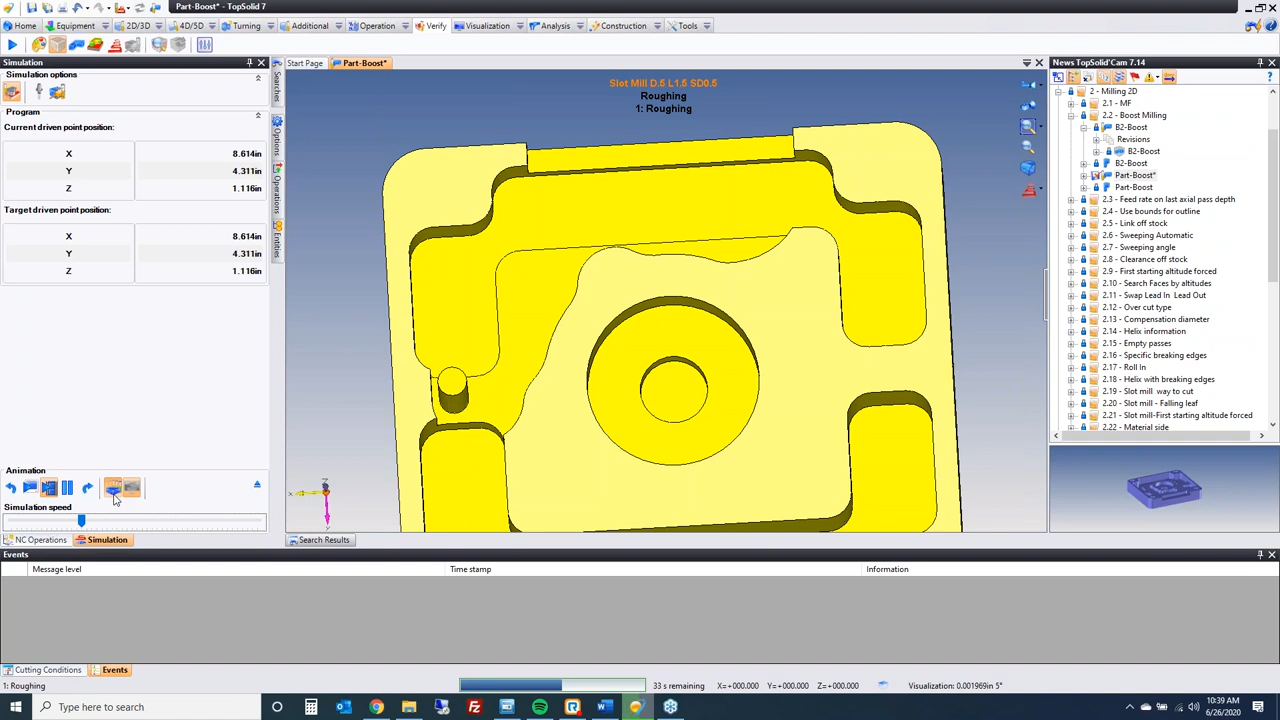 Part-Boost* - TopSolid 7
Home
Equipment
2D/3D
4D/5D
Turning
Additional
Operation
Verify
Visualization
Analysis
Construction
Tools
Simulation
Simulation options
Program
Current driven point position:
X 8.614in
Y 4.311in
Z 1.116in
Target driven point position:
X 8.614in
Y 4.311in
Z 1.116in
Animation
Simulation speed
NC Operations
Simulation
Searches
Options
Operations
Entities
Start Page
Part-Boost*
Slot Mill D.5 L1.5 SD0.5
Roughing
1: Roughing
X
Z
Y
Search Results
News TopSolid'Cam 7.14
2 - Milling 2D
2.1 - MF
2.2 - Boost Milling
B2-Boost
Revisions
B2-Boost
B2-Boost
Part-Boost*
Part-Boost
2.3 - Feed rate on last axial pass depth
2.4 - Use bounds for outline
2.5 - Link off stock
2.6 - Sweeping Automatic
2.7 - Sweeping angle
2.8 - Clearance off stock
2.9 - First starting altitude forced
2.10 - Search Faces by altitudes
2.11 - Swap Lead In Lead Out
2.12 - Over cut type
2.13 - Compensation diameter
2.14 - Helix information
2.15 - Empty passes
2.16 - Specific breaking edges
2.17 - Roll In
2.18 - Helix with breaking edges
2.19 - Slot mill way to cut
2.20 - Slot mill - Falling leaf
2.21 - Slot mill-First starting altitude forced
2.22 - Material side
Events
Message level
Time stamp
Information
Cutting Conditions
Events
1: Roughing
33 s remaining
X=+000.000 Y=+000.000 Z=+000.000
Visualization: 0.001969in 5°
Type here to search
10:39 AM
6/26/2020